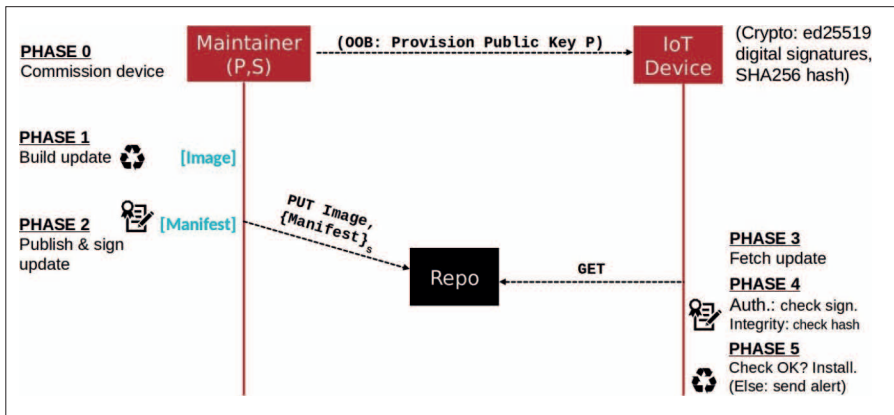 PHASE 0
Commission device
Maintainer
(P,S)
(OOB: Provision Public Key P)
IoT
Device
(Crypto: ed25519
digital signatures,
SHA256 hash)
PHASE 1
Build update
[Image]
PHASE 2
Publish & sign
update
[Manifest]
PUT Image,
{Manifest}s
Repo
GET
PHASE 3
Fetch update
PHASE 4
Auth.: check sign.
Integrity: check hash
PHASE 5
Check OK? Install.
(Else: send alert)